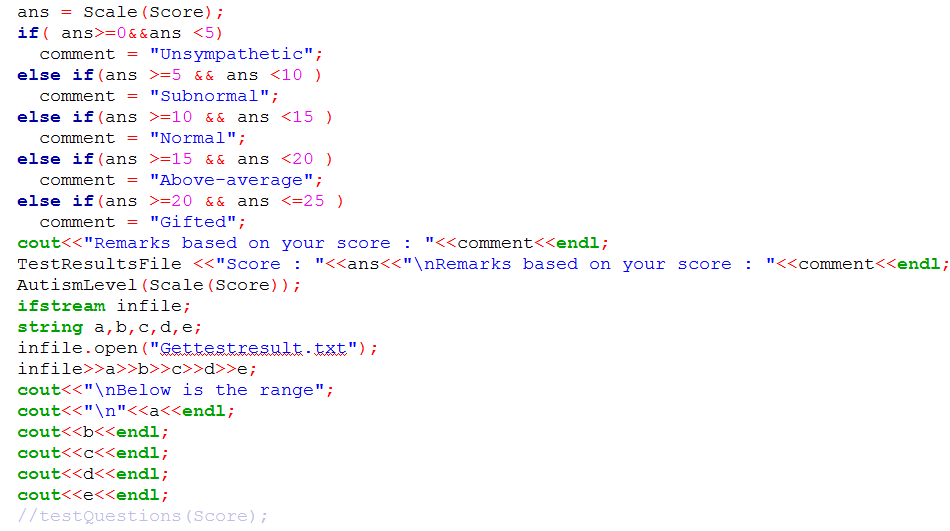 ans = Scale(Score);
if( ans>=0&&ans <5)
  comment = "Unsympathetic";
else if(ans >=5 && ans <10 )
  comment = "Subnormal";
else if(ans >=10 && ans <15 )
  comment = "Normal";
else if(ans >=15 && ans <20 )
  comment = "Above-average";
else if(ans >=20 && ans <=25 )
  comment = "Gifted";
cout<<"Remarks based on your score : "<<comment<<endl;
TestResultsFile <<"Score : "<<ans<<"\nRemarks based on your score : "<<comment<<endl;
AutismLevel(Scale(Score));
ifstream infile;
string a,b,c,d,e;
infile.open("Gettestresult.txt");
infile>>a>>b>>c>>d>>e;
cout<<"\nBelow is the range";
cout<<"\n"<<a<<endl;
cout<<b<<endl;
cout<<c<<endl;
cout<<d<<endl;
cout<<e<<endl;
//testQuestions(Score);